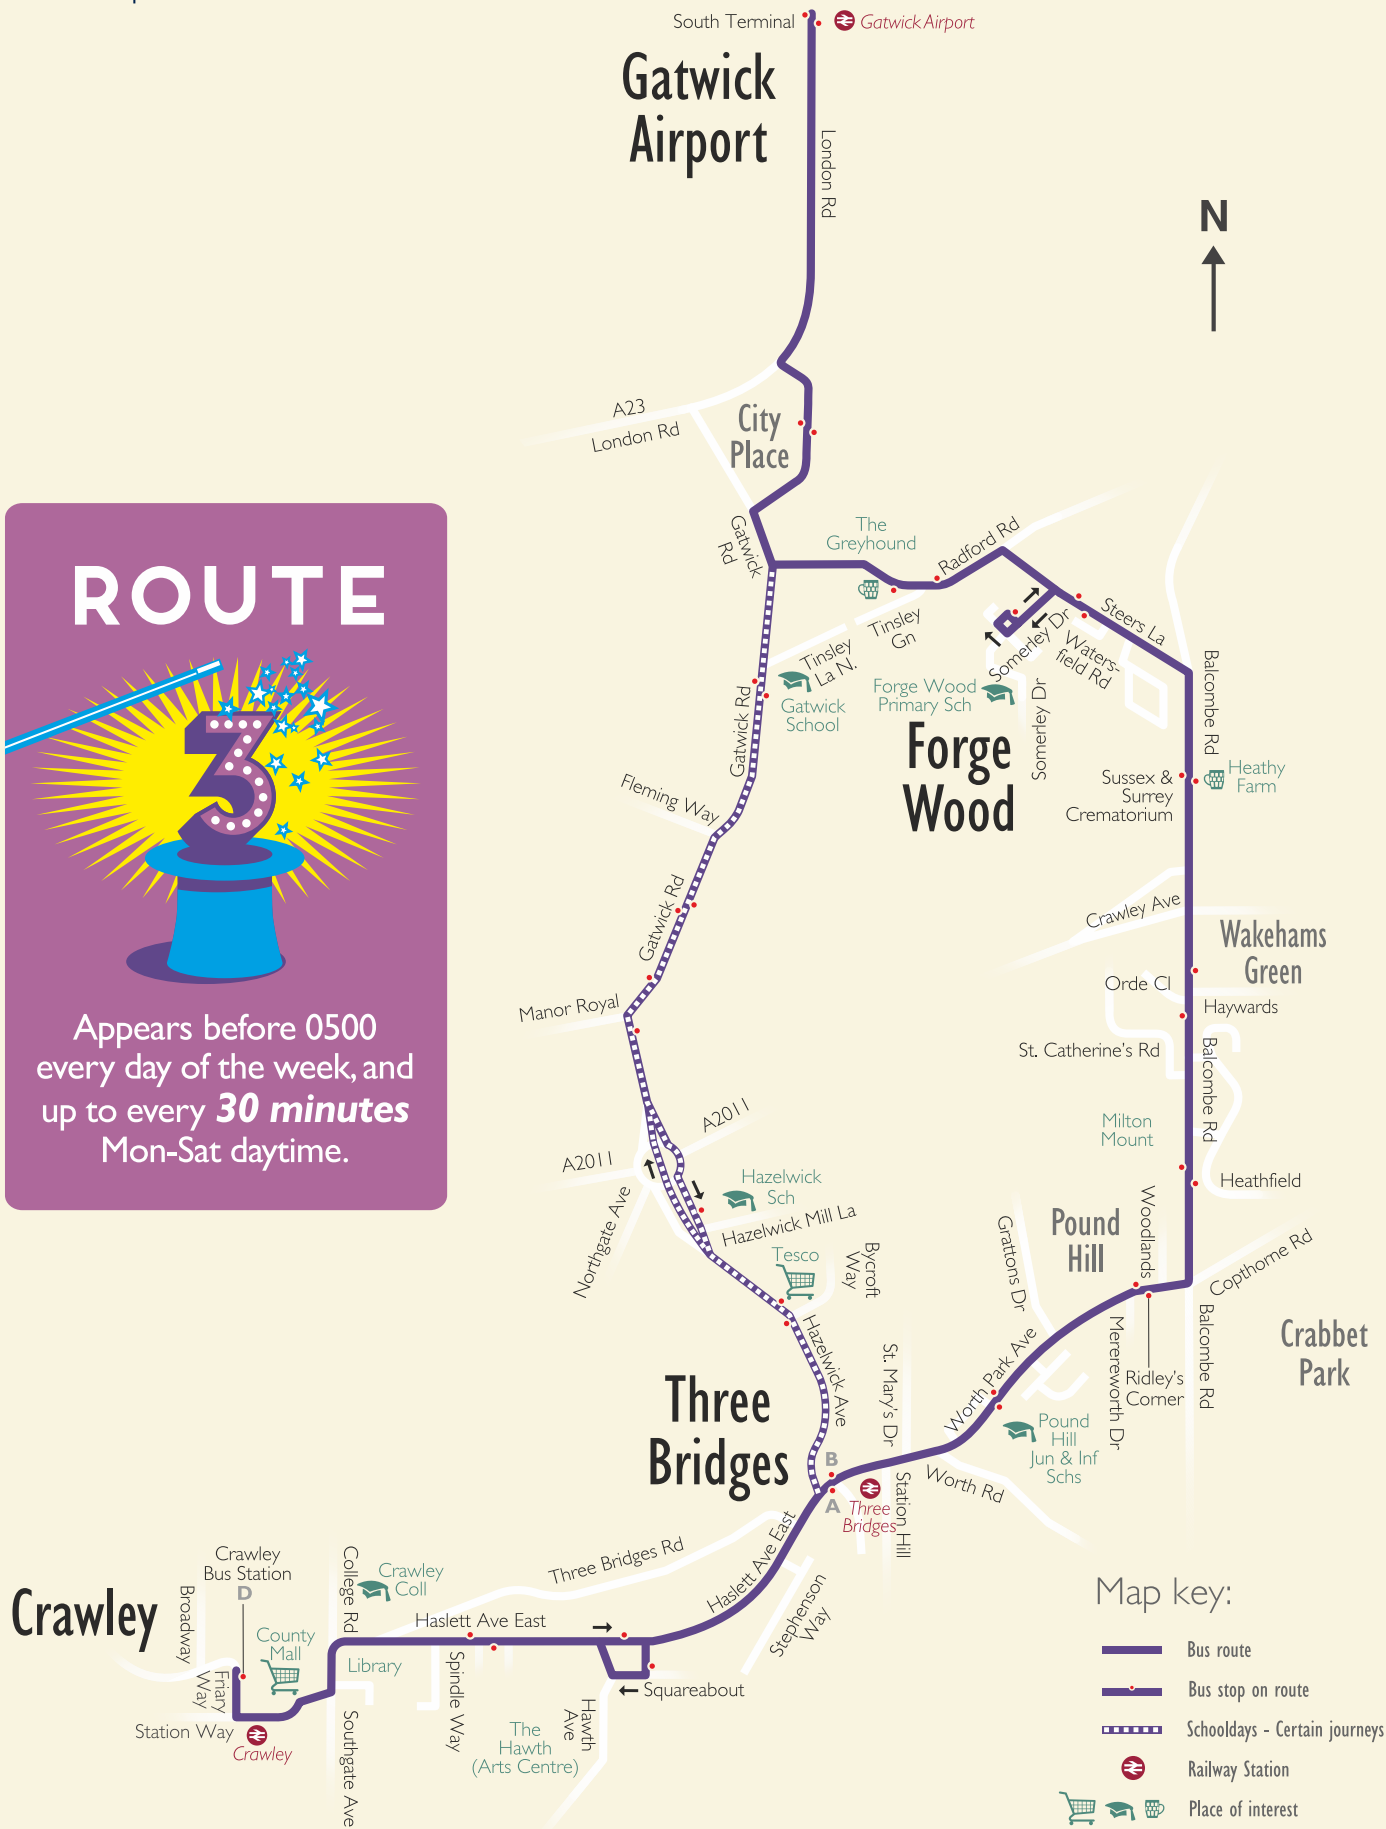 South Terminal
Gatwick Airport
Gatwick
Airport
London Rd
N
A23
London Rd
City
Place
Gatwick
Rd
The
Greyhound
Radford Rd
Tinsley
Gn
Tinsley
La N.
Somerley Dr
Waters-
field Rd
Steers La
Balcombe Rd
Gatwick
School
Gatwick Rd
Forge Wood
Primary Sch
Somerley Dr
Forge
Wood
Sussex &
Surrey
Crematorium
Heathy
Farm
Fleming Way
Gatwick Rd
Crawley Ave
Wakehams
Green
Orde Cl
Haywards
Manor Royal
St. Catherine's Rd
Balcombe Rd
Milton
Mount
A2011
A2011
Northgate Ave
Hazelwick
Sch
Hazelwick Mill La
Heathfield
Woodlands
Pound
Hill
Grattons Dr
Copthorne Rd
Tesco
Bycroft
Way
Hazelwick Ave
Balcombe Rd
Crabbet
Park
Merereworth Dr
Ridley's
Corner
Worth Park Ave
St. Mary's Dr
Three
Bridges
Pound
Hill
Jun & Inf
Schs
B
A
Three
Bridges
Station Hill
Worth Rd
Haslett Ave East
Three Bridges Rd
Stephenson
Way
Crawley
Crawley
Bus Station
D
Broadway
College Rd
Crawley
Coll
Haslett Ave East
County
Mall
Library
Friary
Way
Station Way
Crawley
Southgate Ave
Spindle Way
The
Hawth
(Arts Centre)
Hawth
Ave
Squareabout
ROUTE
3
Appears before 0500
every day of the week, and
up to every 30 minutes
Mon-Sat daytime.
Map key:
Bus route
Bus stop on route
Schooldays - Certain journeys
Railway Station
Place of interest